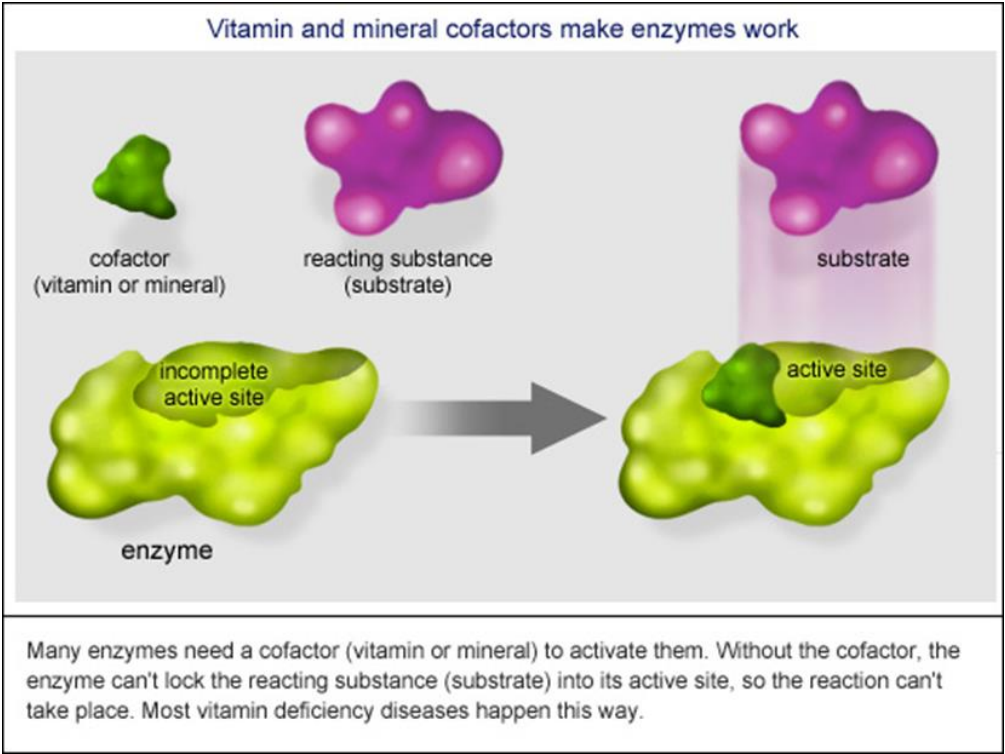 Vitamin and mineral cofactors make enzymes work
cofactor
(vitamin or mineral)
reacting substance
(substrate)
substrate
incomplete
active site
active site
enzyme
Many enzymes need a cofactor (vitamin or mineral) to activate them. Without the cofactor, the
enzyme can't lock the reacting substance (substrate) into its active site, so the reaction can't
take place. Most vitamin deficiency diseases happen this way.